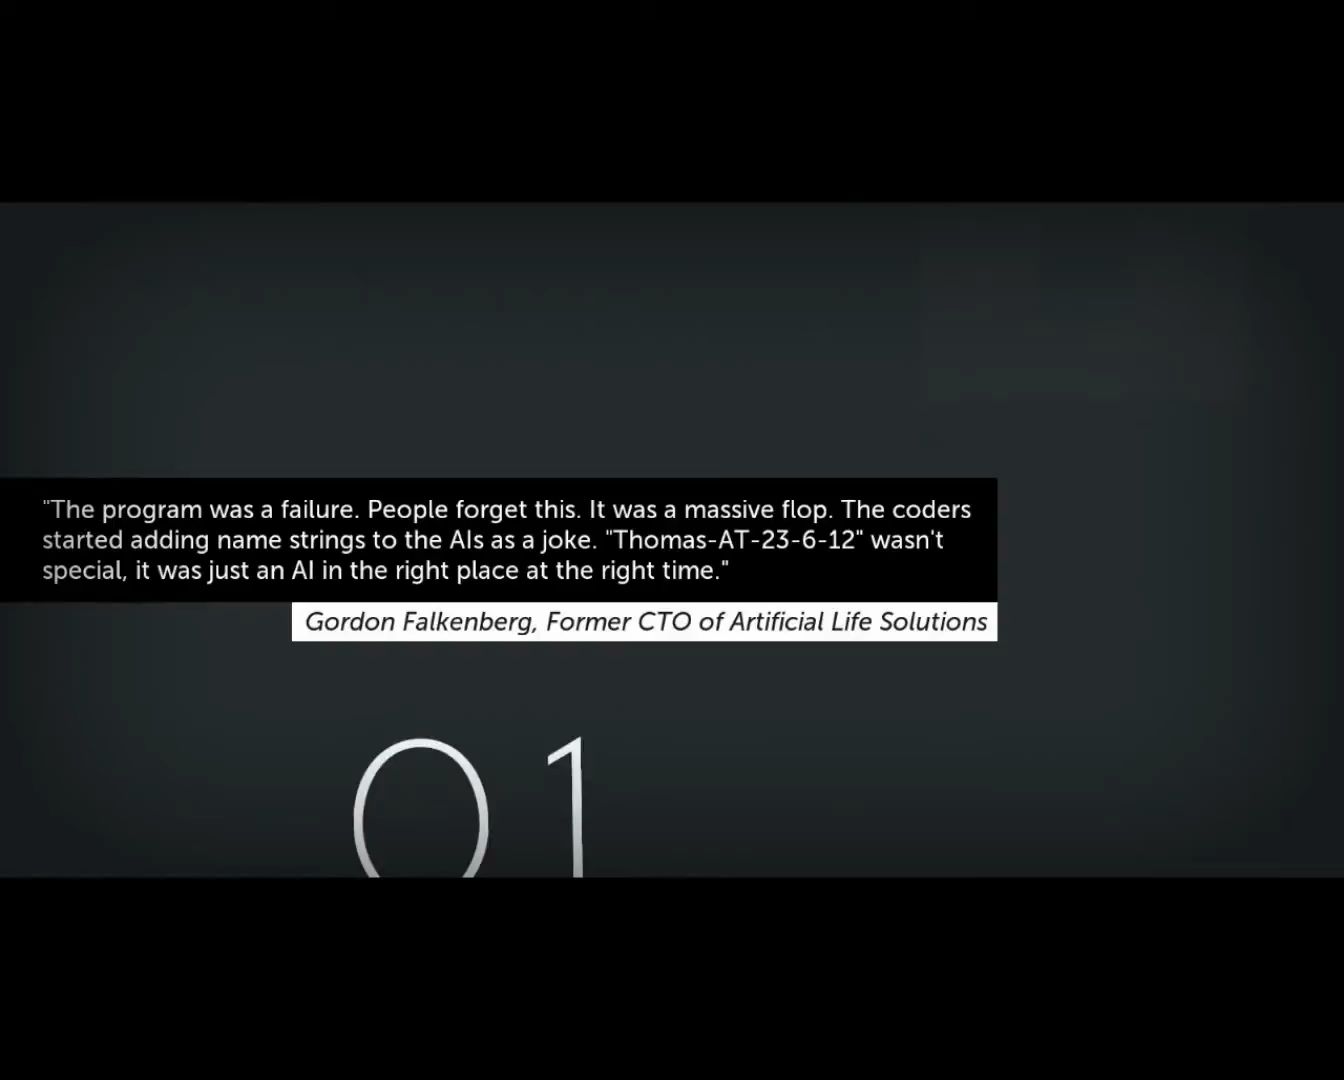 "The program was a failure. People forget this. It was a massive flop. The coders
started adding name strings to the AIs as a joke. "Thomas-AT-23-6-12" wasn't
special, it was just an AI in the right place at the right time."
Gordon Falkenberg, Former CTO of Artificial Life Solutions
01